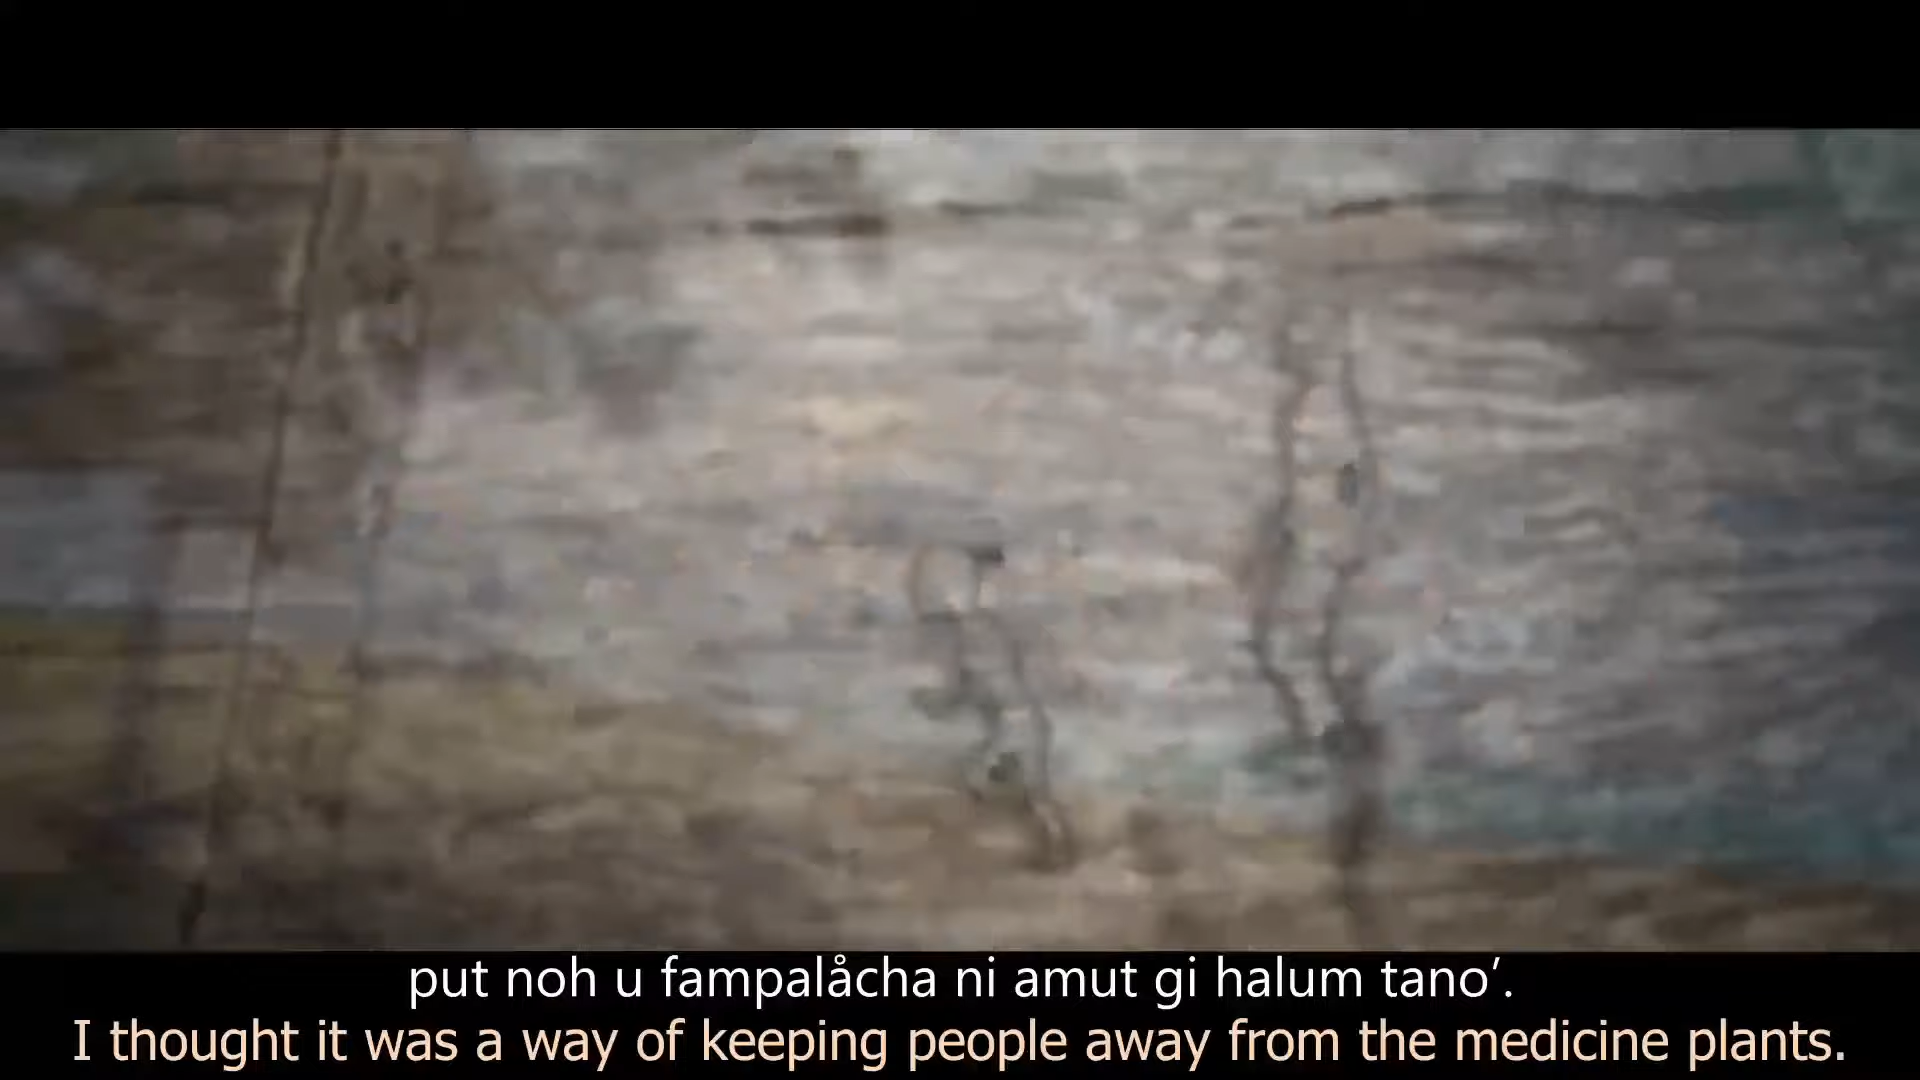 put noh u fampalåcha ni amut gi halum tano’.
I thought it was a way of keeping people away from the medicine plants.